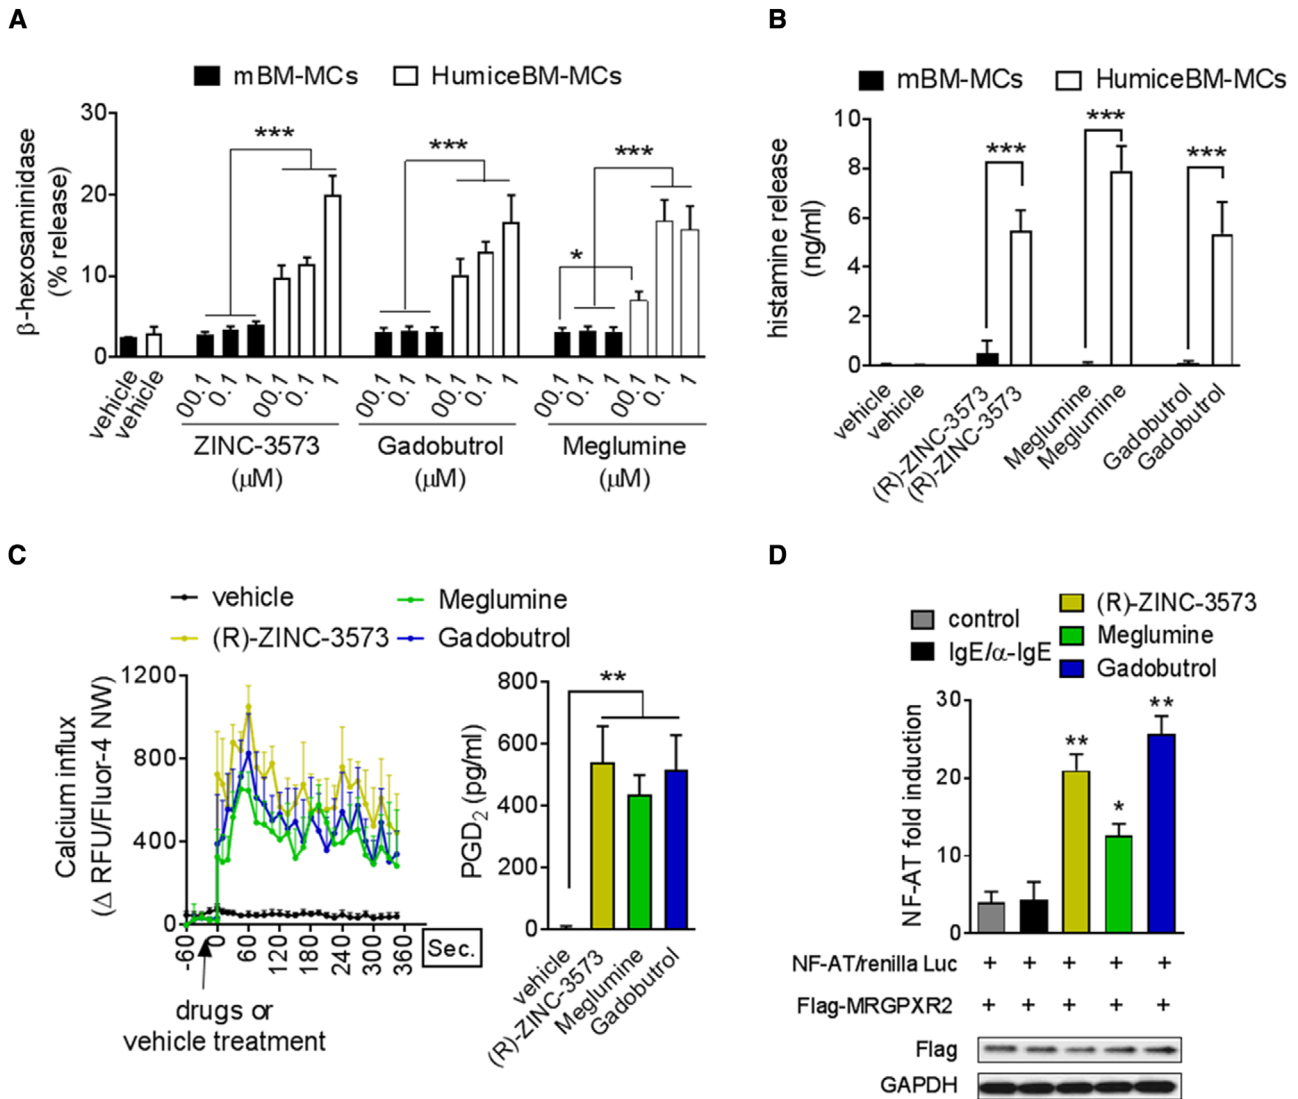 A
mBM-MCs HumiceBM-MCs
β-hexosaminidase
(% release)
30
20
10
0
***
***
***
*
vehicle
vehicle
00.1 0.1 1 00.1 0.1 1
00.1 0.1 1 00.1 0.1 1
00.1 0.1 1 00.1 0.1 1
ZINC-3573
(μM)
Gadobutrol
(μM)
Meglumine
(μM)
B
mBM-MCs HumiceBM-MCs
histamine release
(ng/ml)
10
8
6
4
2
0
***
***
***
vehicle
vehicle
(R)-ZINC-3573
(R)-ZINC-3573
Meglumine
Meglumine
Gadobutrol
Gadobutrol
C
vehicle Meglumine
(R)-ZINC-3573 Gadobutrol
Calcium influx
(Δ RFU/Fluor-4 NW)
1200
800
400
0
-60 0 60 120 180 240 300 360
Sec.
drugs or
vehicle treatment
PGD2 (pg/ml)
800
600
400
200
0
**
vehicle
(R)-ZINC-3573
Meglumine
Gadobutrol
D
control
IgE/α-IgE
(R)-ZINC-3573
Meglumine
Gadobutrol
NF-AT fold induction
30
20
10
0
**
*
**
NF-AT/renilla Luc + + + + +
Flag-MRGPXR2 + + + + +
Flag
GAPDH